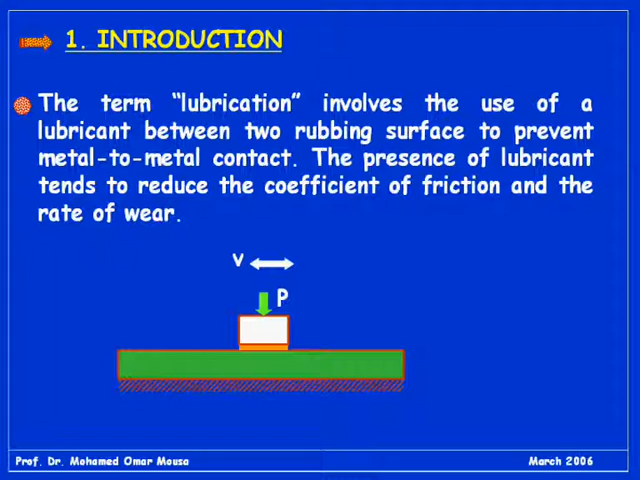 1. INTRODUCTION
The term “lubrication” involves the use of a
lubricant between two rubbing surface to prevent
metal-to-metal contact. The presence of lubricant
tends to reduce the coefficient of friction and the
rate of wear.
V
P
Prof. Dr. Mohamed Omar Mousa March 2006